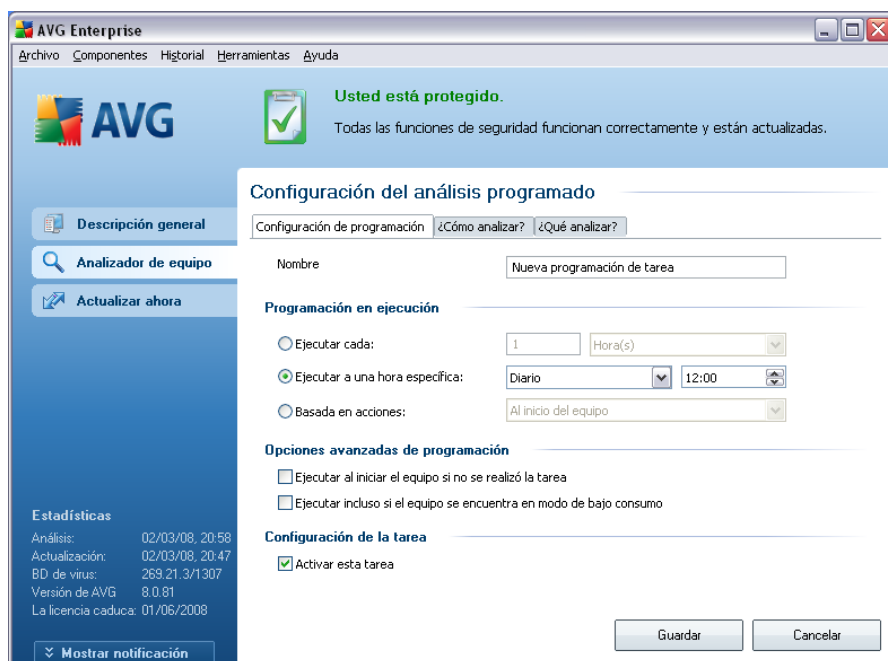 AVG Enterprise
Archivo Componentes Historial Herramientas Ayuda
AVG
Usted está protegido.
Todas las funciones de seguridad funcionan correctamente y están actualizadas.
Descripción general
Analizador de equipo
Actualizar ahora
Configuración del análisis programado
Configuración de programación ¿Cómo analizar? ¿Qué analizar?
Nombre Nueva programación de tarea
Programación en ejecución
Ejecutar cada: 1 Hora(s)
Ejecutar a una hora específica: Diario 12:00
Basada en acciones: Al inicio del equipo
Opciones avanzadas de programación
Ejecutar al iniciar el equipo si no se realizó la tarea
Ejecutar incluso si el equipo se encuentra en modo de bajo consumo
Configuración de la tarea
Activar esta tarea
Guardar Cancelar
Estadísticas
Análisis: 02/03/08, 20:58
Actualización: 02/03/08, 20:47
BD de virus: 269.21.3/1307
Versión de AVG 8.0.81
La licencia caduca: 01/06/2008
Mostrar notificación